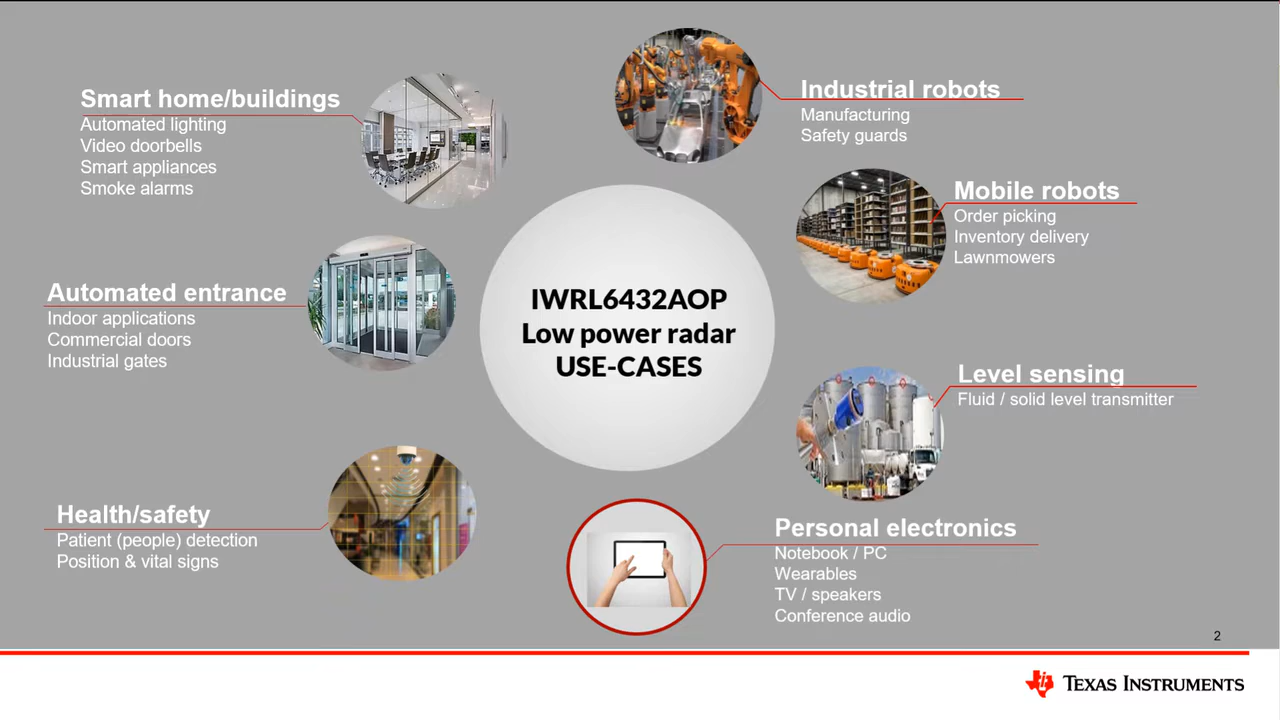 Smart home/buildings
Automated lighting
Video doorbells
Smart appliances
Smoke alarms
Industrial robots
Manufacturing
Safety guards
Mobile robots
Order picking
Inventory delivery
Lawnmowers
Automated entrance
Indoor applications
Commercial doors
Industrial gates
IWRL6432AOP
Low power radar
USE-CASES
Level sensing
Fluid / solid level transmitter
Health/safety
Patient (people) detection
Position & vital signs
Personal electronics
Notebook / PC
Wearables
TV / speakers
Conference audio
2
TEXAS INSTRUMENTS